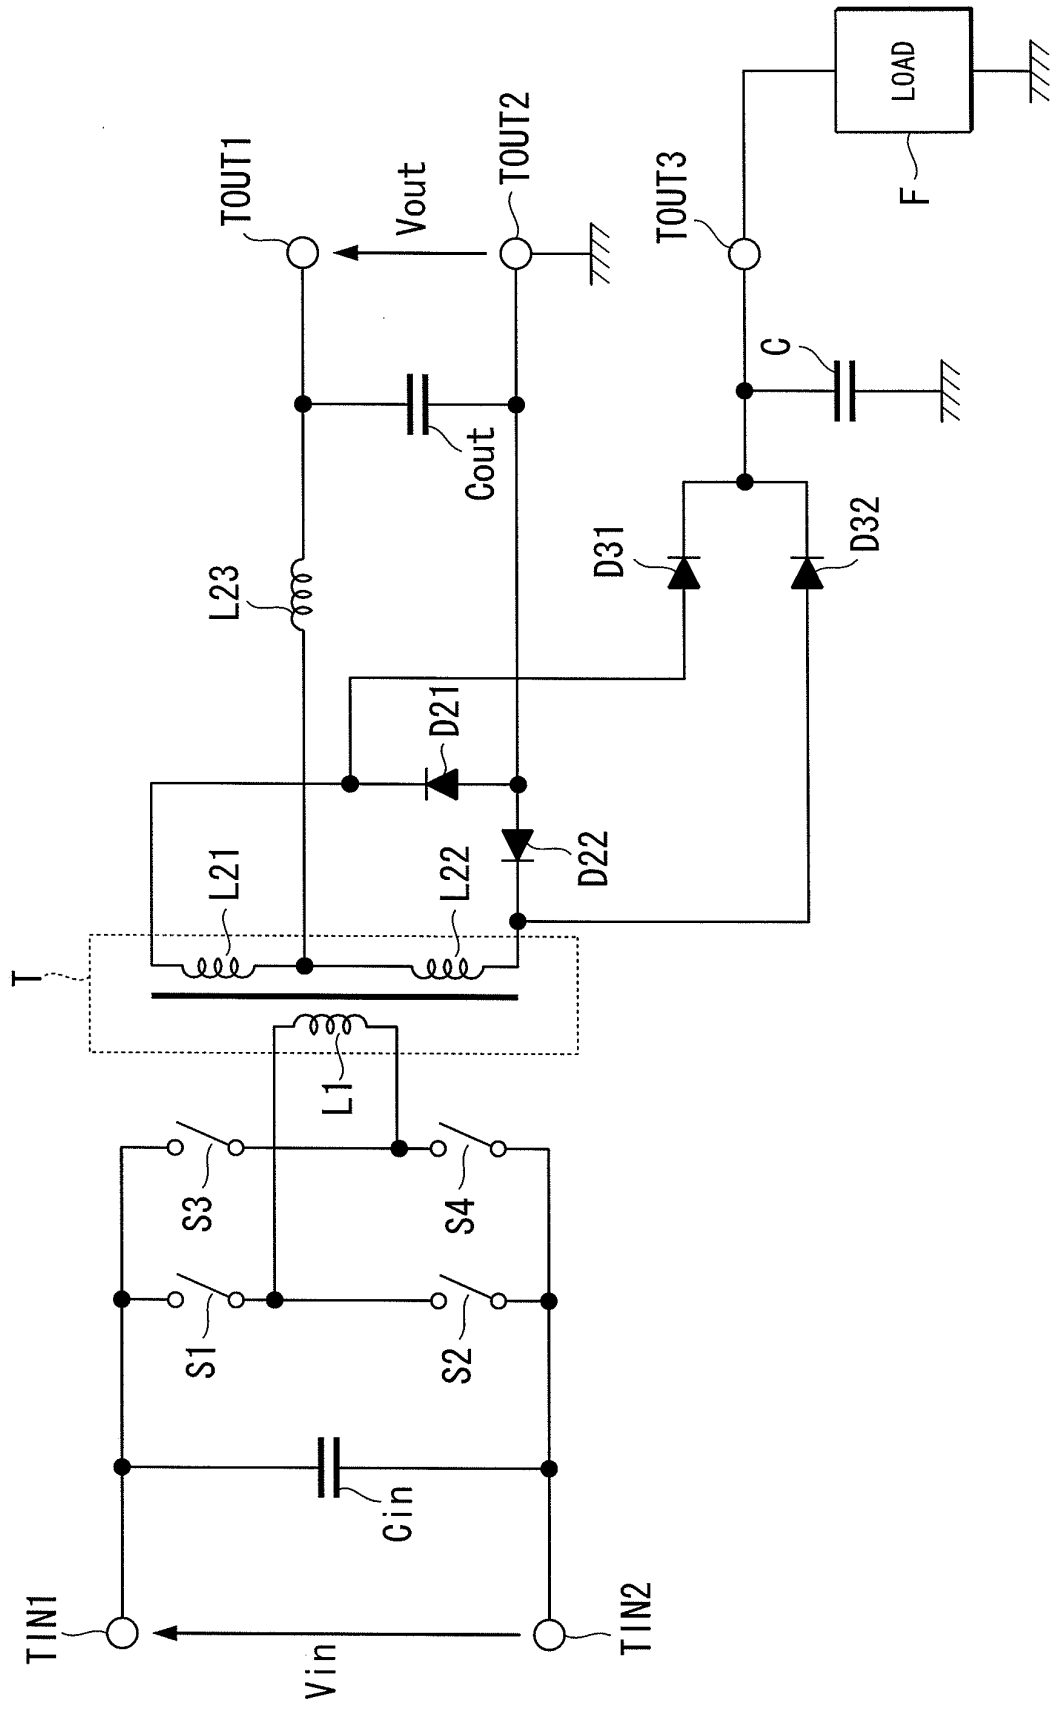 TIN1
Vin
TIN2
Cin
S1
S2
S3
S4
L1
T
L21
L22
D21
D22
L23
Cout
TOUT1
Vout
TOUT2
D31
D32
C
TOUT3
LOAD
F